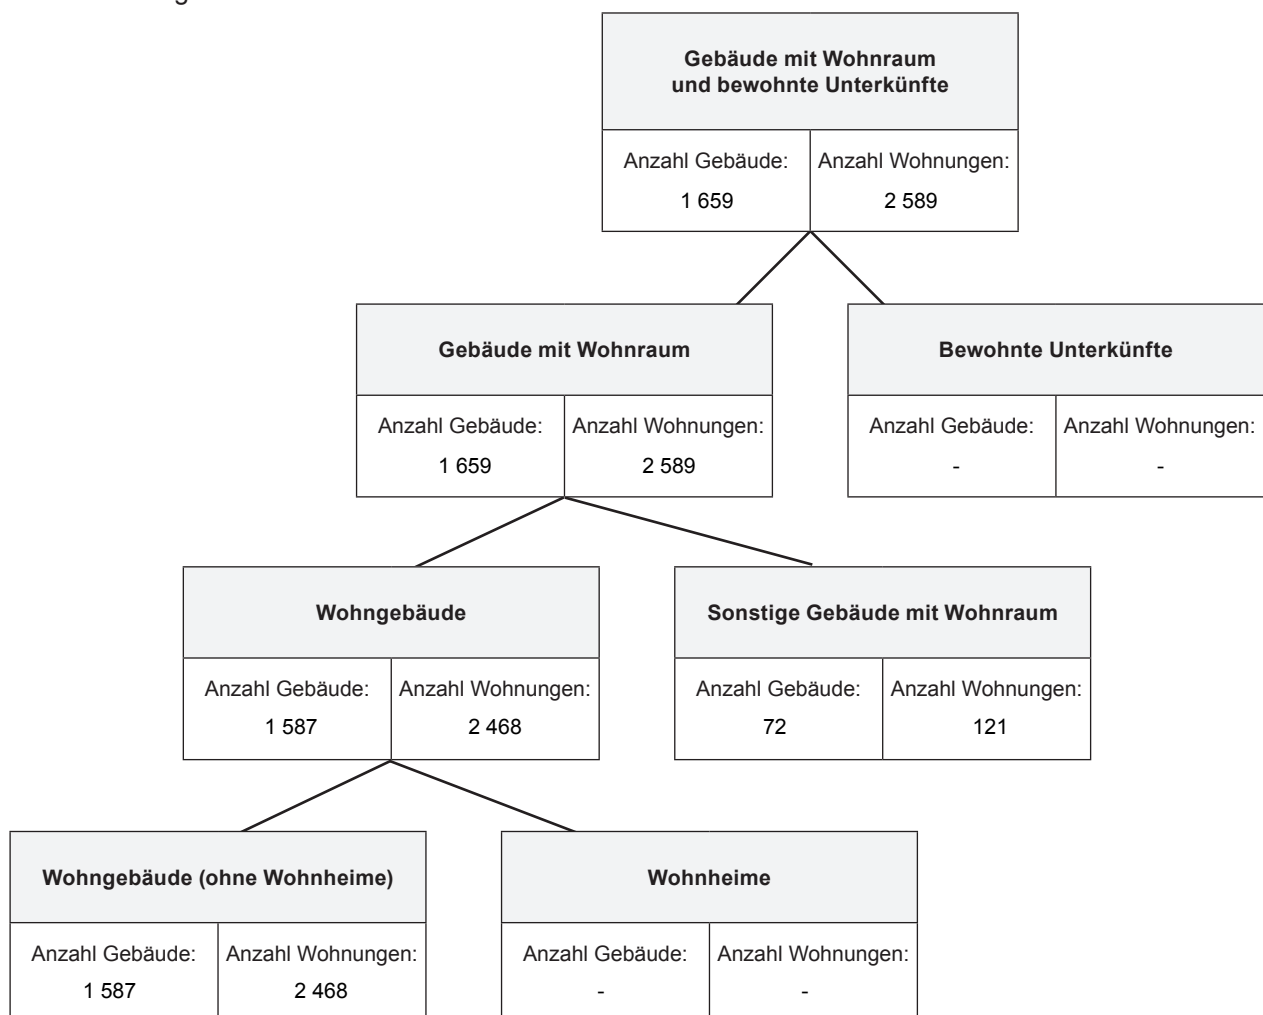 Gebäude mit Wohnraum
und bewohnte Unterkünfte
Anzahl Gebäude: Anzahl Wohnungen:
1 659 2 589
Gebäude mit Wohnraum
Anzahl Gebäude: Anzahl Wohnungen:
1 659 2 589
Bewohnte Unterkünfte
Anzahl Gebäude: Anzahl Wohnungen:
- -
Wohngebäude
Anzahl Gebäude: Anzahl Wohnungen:
1 587 2 468
Sonstige Gebäude mit Wohnraum
Anzahl Gebäude: Anzahl Wohnungen:
72 121
Wohngebäude (ohne Wohnheime)
Anzahl Gebäude: Anzahl Wohnungen:
1 587 2 468
Wohnheime
Anzahl Gebäude: Anzahl Wohnungen:
- -